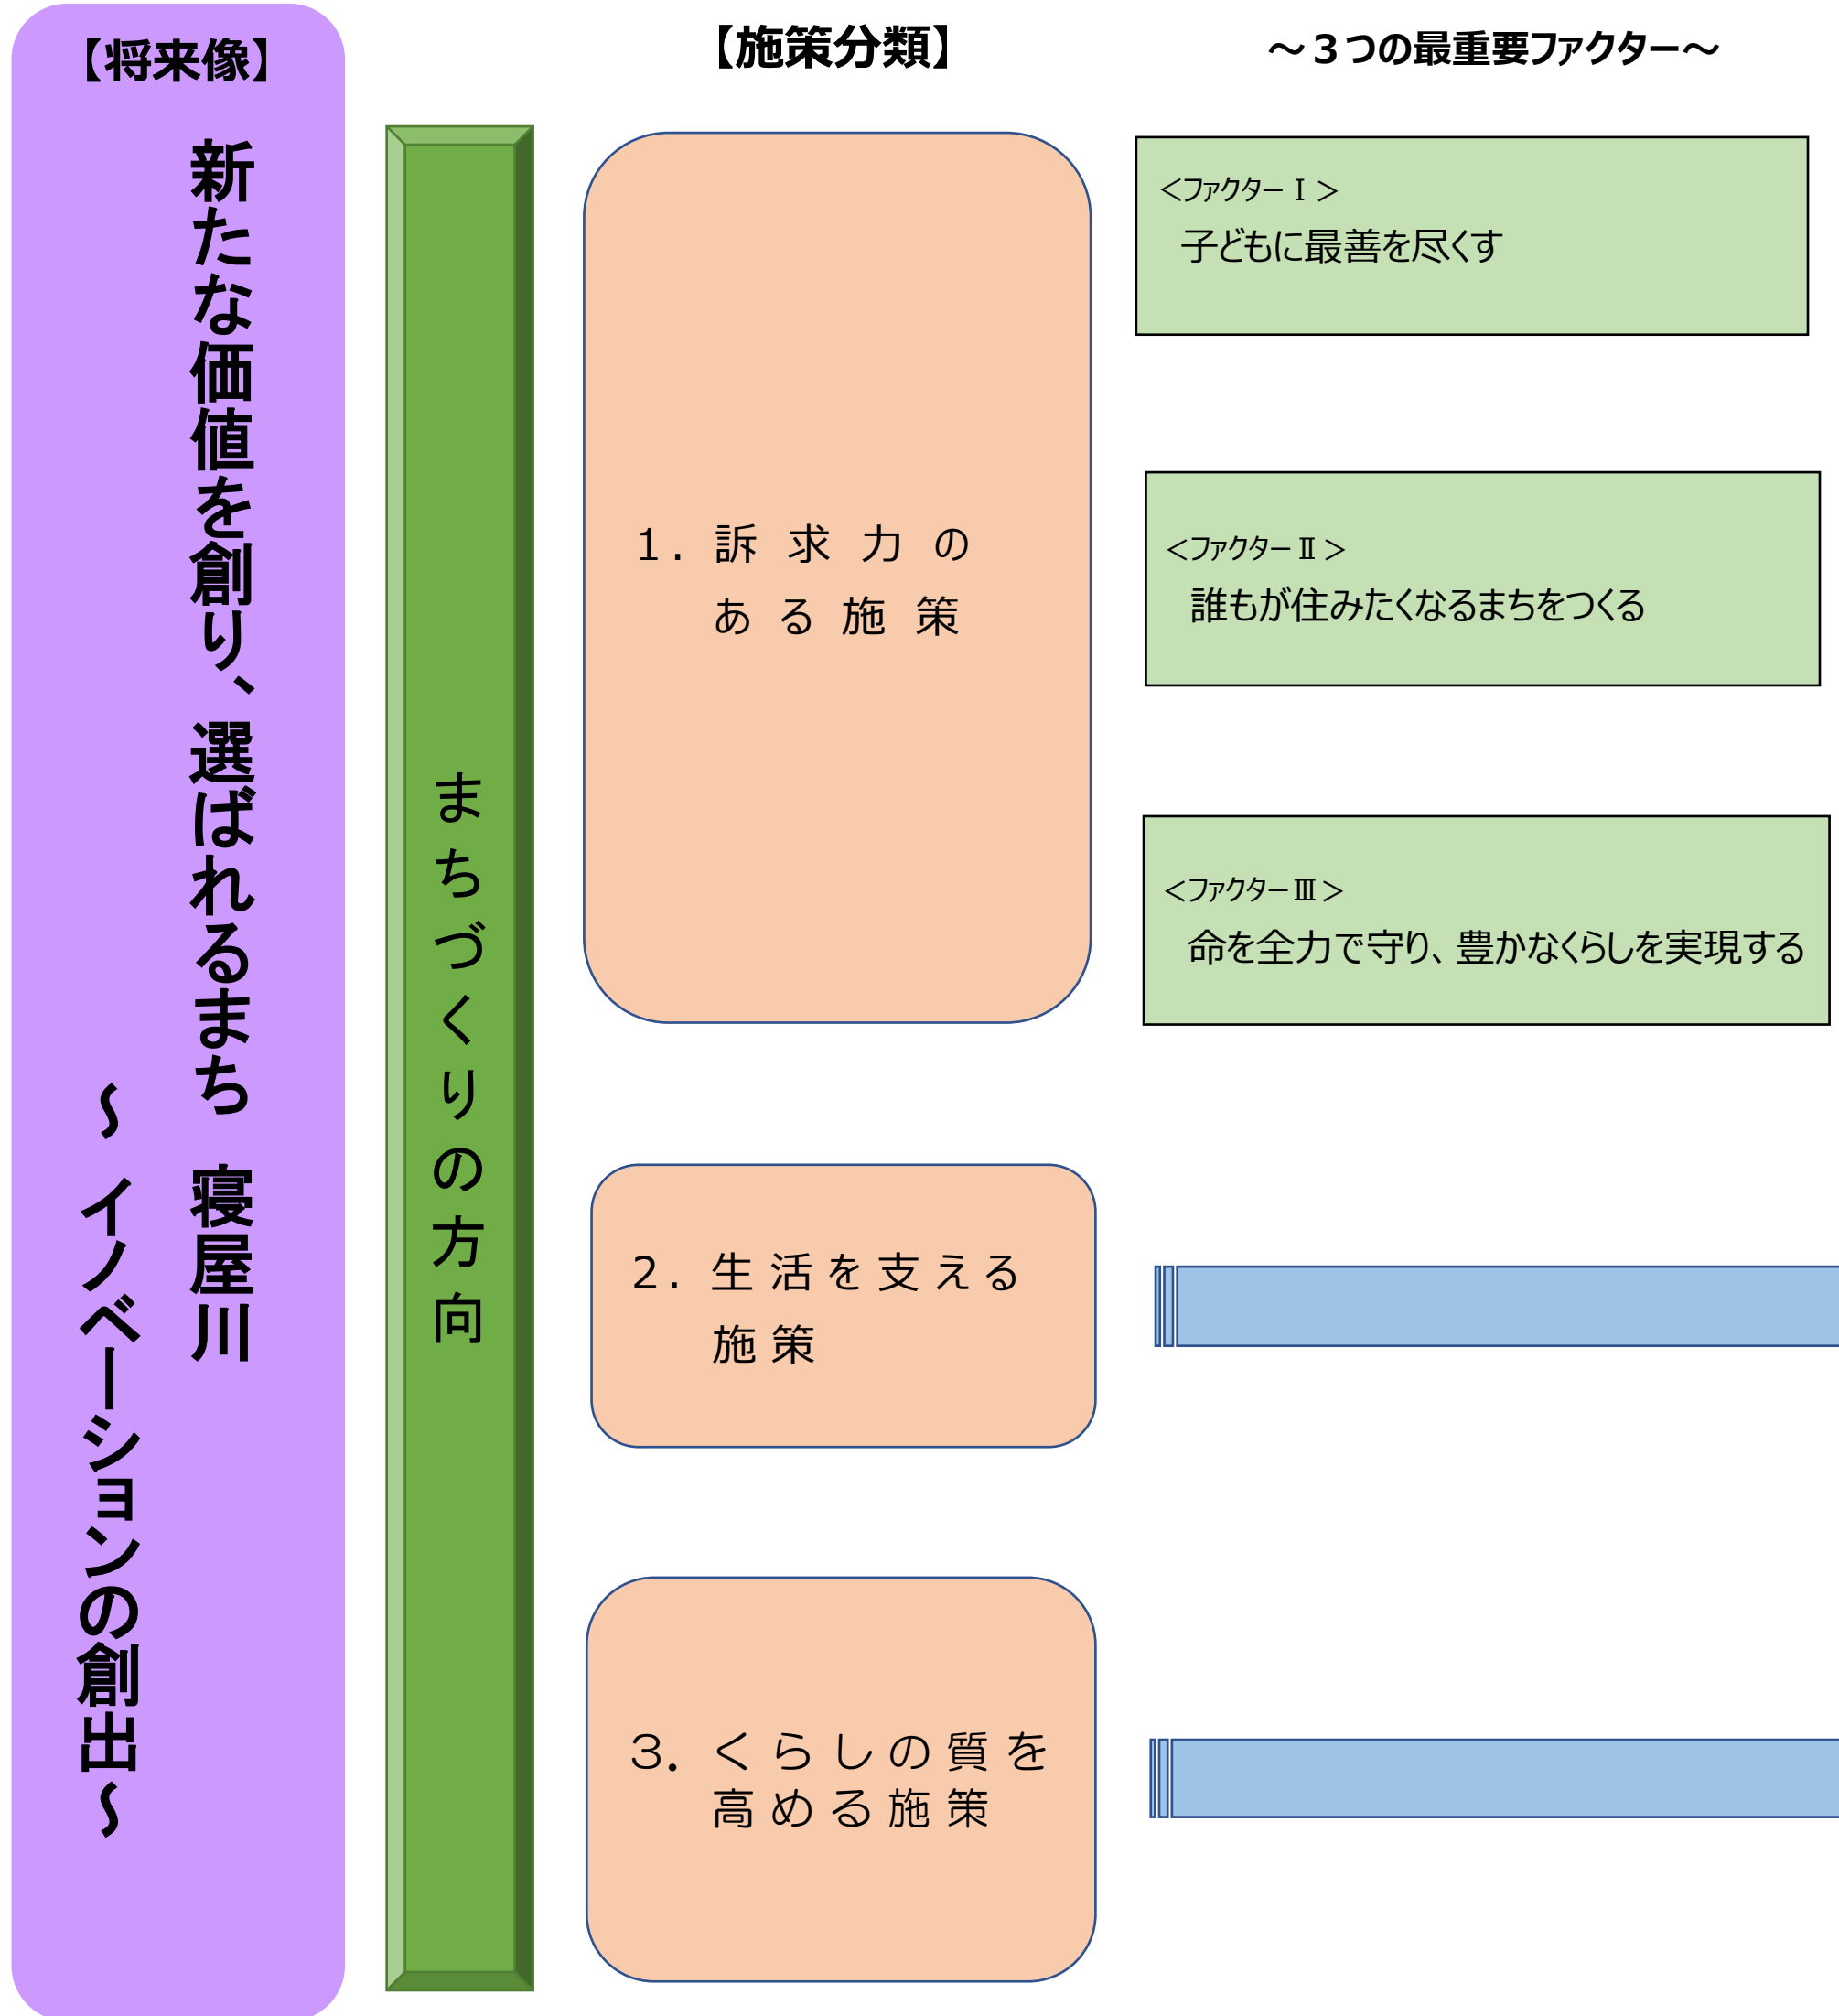 【将来像】
新たな価値を創り、選ばれるまち 寝屋川
～ イノベーションの創出～
まちづくりの方向
【施策分類】
1. 訴求力の
ある施策
2. 生活を支える
施策
３．くらしの質を
高める施策
～３つの最重要ファクター～
＜ファクターⅠ＞
子どもに最善を尽くす
＜ファクターⅡ＞
誰もが住みたくなるまちをつくる
＜ファクターⅢ＞
命を全力で守り、豊かなくらしを実現する